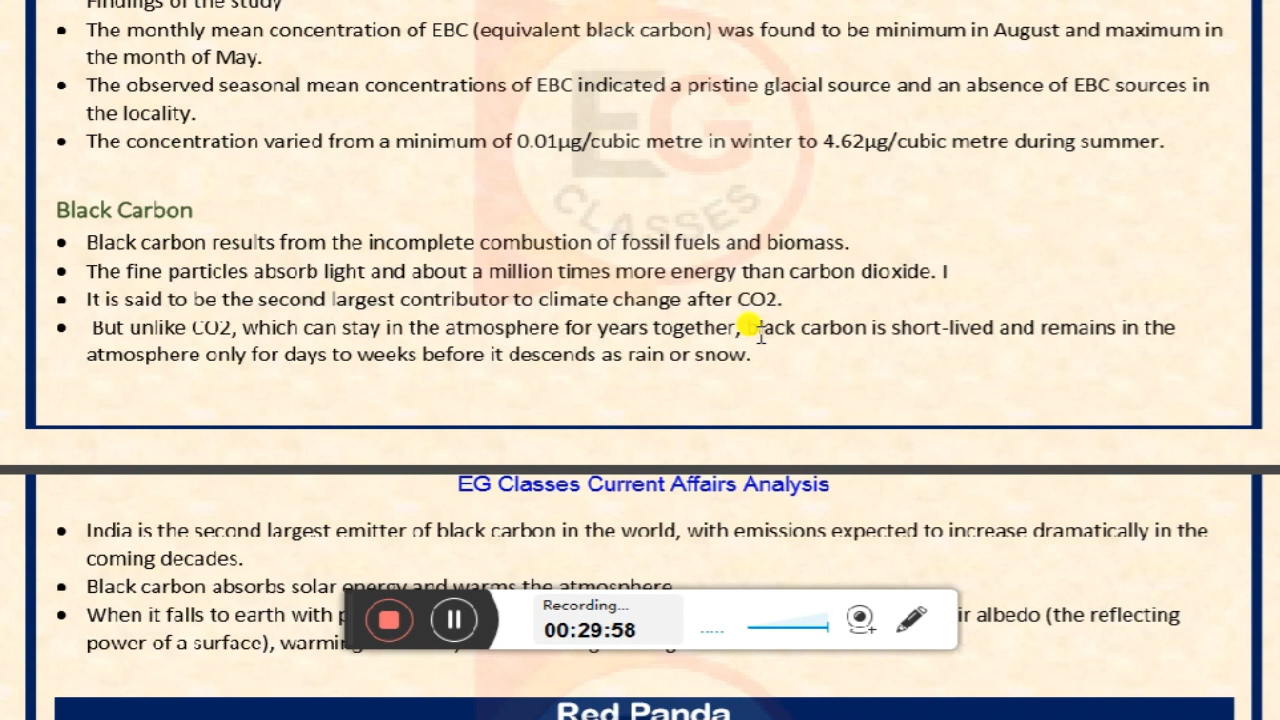 Findings of the study
The monthly mean concentration of EBC (equivalent black carbon) was found to be minimum in August and maximum in
the month of May.
The observed seasonal mean concentrations of EBC indicated a pristine glacial source and an absence of EBC sources in
the locality.
The concentration varied from a minimum of 0.01µg/cubic metre in winter to 4.62µg/cubic metre during summer.
EG
CLASSES
Black Carbon
Black carbon results from the incomplete combustion of fossil fuels and biomass.
The fine particles absorb light and about a million times more energy than carbon dioxide. I
It is said to be the second largest contributor to climate change after CO2.
But unlike CO2, which can stay in the atmosphere for years together, black carbon is short-lived and remains in the
atmosphere only for days to weeks before it descends as rain or snow.
EG Classes Current Affairs Analysis
India is the second largest emitter of black carbon in the world, with emissions expected to increase dramatically in the
coming decades.
Black carbon absorbs solar energy and warms the atmosphere
When it falls to earth with albedo (the reflecting
power of a surface), warming
Recording...
00:29:58
Red Panda